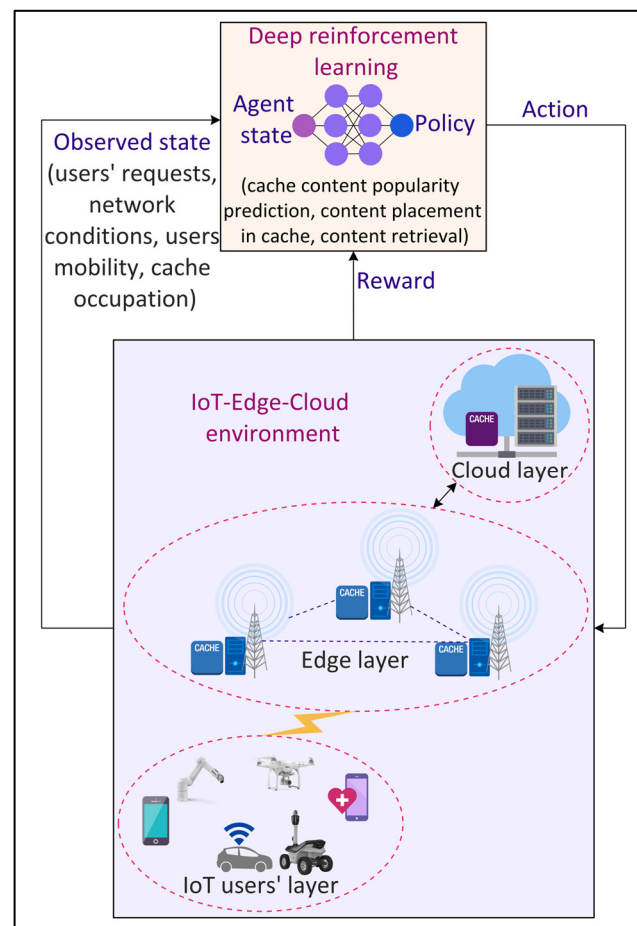 Deep reinforcement
learning
Agent
state
Policy
(cache content popularity
prediction, content placement
in cache, content retrieval)
Action
Observed state
(users' requests,
network
conditions, users
mobility, cache
occupation)
Reward
IoT-Edge-Cloud
environment
CACHE
Cloud layer
CACHE
CACHE
CACHE
Edge layer
IoT users' layer